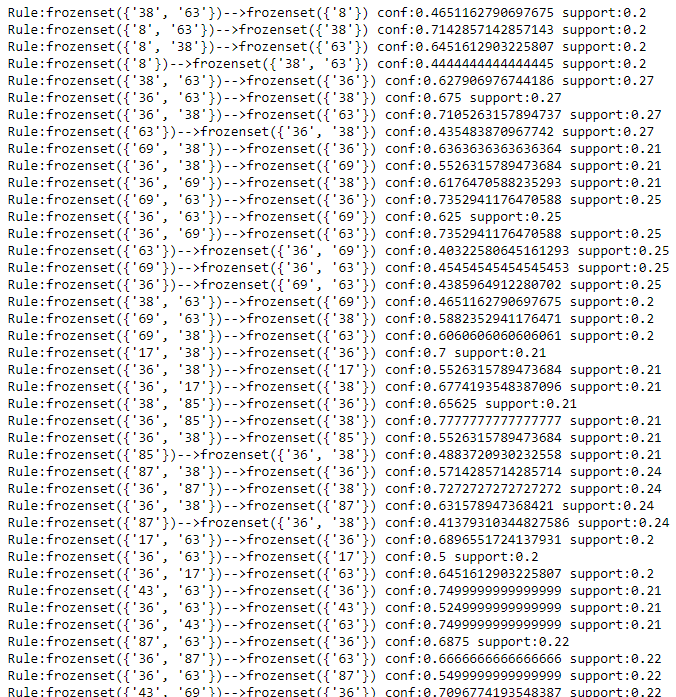 Rule:frozenset({'38', '63'})-->frozenset({'8'}) conf:0.4651162790697675 support:0.2
Rule:frozenset({'8', '63'})-->frozenset({'38'}) conf:0.7142857142857143 support:0.2
Rule:frozenset({'8', '38'})-->frozenset({'63'}) conf:0.6451612903225807 support:0.2
Rule:frozenset({'8'})-->frozenset({'38', '63'}) conf:0.4444444444444445 support:0.2
Rule:frozenset({'38', '63'})-->frozenset({'36'}) conf:0.627906976744186 support:0.27
Rule:frozenset({'36', '63'})-->frozenset({'38'}) conf:0.675 support:0.27
Rule:frozenset({'36', '38'})-->frozenset({'63'}) conf:0.7105263157894737 support:0.27
Rule:frozenset({'63'})-->frozenset({'36', '38'}) conf:0.435483870967742 support:0.27
Rule:frozenset({'69', '38'})-->frozenset({'36'}) conf:0.6363636363636364 support:0.21
Rule:frozenset({'36', '38'})-->frozenset({'69'}) conf:0.5526315789473684 support:0.21
Rule:frozenset({'36', '69'})-->frozenset({'38'}) conf:0.6176470588235293 support:0.21
Rule:frozenset({'69', '63'})-->frozenset({'36'}) conf:0.7352941176470588 support:0.25
Rule:frozenset({'36', '63'})-->frozenset({'69'}) conf:0.625 support:0.25
Rule:frozenset({'36', '69'})-->frozenset({'63'}) conf:0.7352941176470588 support:0.25
Rule:frozenset({'63'})-->frozenset({'36', '69'}) conf:0.40322580645161293 support:0.25
Rule:frozenset({'69'})-->frozenset({'36', '63'}) conf:0.45454545454545453 support:0.25
Rule:frozenset({'36'})-->frozenset({'69', '63'}) conf:0.4385964912280702 support:0.25
Rule:frozenset({'38', '63'})-->frozenset({'69'}) conf:0.4651162790697675 support:0.2
Rule:frozenset({'69', '63'})-->frozenset({'38'}) conf:0.5882352941176471 support:0.2
Rule:frozenset({'69', '38'})-->frozenset({'63'}) conf:0.6060606060606061 support:0.2
Rule:frozenset({'17', '38'})-->frozenset({'36'}) conf:0.7 support:0.21
Rule:frozenset({'36', '38'})-->frozenset({'17'}) conf:0.5526315789473684 support:0.21
Rule:frozenset({'36', '17'})-->frozenset({'38'}) conf:0.6774193548387096 support:0.21
Rule:frozenset({'38', '85'})-->frozenset({'36'}) conf:0.65625 support:0.21
Rule:frozenset({'36', '85'})-->frozenset({'38'}) conf:0.7777777777777777 support:0.21
Rule:frozenset({'36', '38'})-->frozenset({'85'}) conf:0.5526315789473684 support:0.21
Rule:frozenset({'85'})-->frozenset({'36', '38'}) conf:0.4883720930232558 support:0.21
Rule:frozenset({'87', '38'})-->frozenset({'36'}) conf:0.5714285714285714 support:0.24
Rule:frozenset({'36', '87'})-->frozenset({'38'}) conf:0.7272727272727272 support:0.24
Rule:frozenset({'36', '38'})-->frozenset({'87'}) conf:0.631578947368421 support:0.24
Rule:frozenset({'87'})-->frozenset({'36', '38'}) conf:0.41379310344827586 support:0.24
Rule:frozenset({'17', '63'})-->frozenset({'36'}) conf:0.6896551724137931 support:0.2
Rule:frozenset({'36', '63'})-->frozenset({'17'}) conf:0.5 support:0.2
Rule:frozenset({'36', '17'})-->frozenset({'63'}) conf:0.6451612903225807 support:0.2
Rule:frozenset({'43', '63'})-->frozenset({'36'}) conf:0.7499999999999999 support:0.21
Rule:frozenset({'36', '63'})-->frozenset({'43'}) conf:0.5249999999999999 support:0.21
Rule:frozenset({'36', '43'})-->frozenset({'63'}) conf:0.7499999999999999 support:0.21
Rule:frozenset({'87', '63'})-->frozenset({'36'}) conf:0.6875 support:0.22
Rule:frozenset({'36', '87'})-->frozenset({'63'}) conf:0.6666666666666666 support:0.22
Rule:frozenset({'36', '63'})-->frozenset({'87'}) conf:0.5499999999999999 support:0.22
Rule:frozenset({'43', '69'})-->frozenset({'36'}) conf:0.7096774193548387 support:0.22